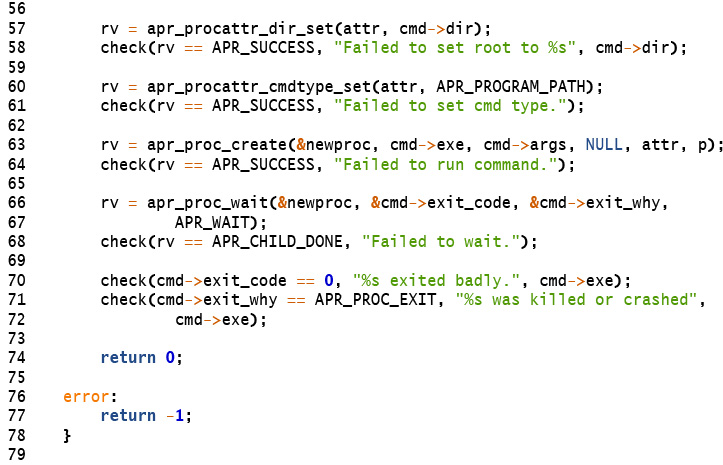 56
57 rv = apr_procattr_dir_set(attr, cmd->dir);
58 check(rv == APR_SUCCESS, "Failed to set root to %s", cmd->dir);
59
60 rv = apr_procattr_cmdtype_set(attr, APR_PROGRAM_PATH);
61 check(rv == APR_SUCCESS, "Failed to set cmd type.");
62
63 rv = apr_proc_create(&newproc, cmd->exe, cmd->args, NULL, attr, p);
64 check(rv == APR_SUCCESS, "Failed to run command.");
65
66 rv = apr_proc_wait(&newproc, &cmd->exit_code, &cmd->exit_why,
67 APR_WAIT);
68 check(rv == APR_CHILD_DONE, "Failed to wait.");
69
70 check(cmd->exit_code == 0, "%s exited badly.", cmd->exe);
71 check(cmd->exit_why == APR_PROC_EXIT, "%s was killed or crashed",
72 cmd->exe);
73
74 return 0;
75
76 error:
77 return -1;
78 }
79